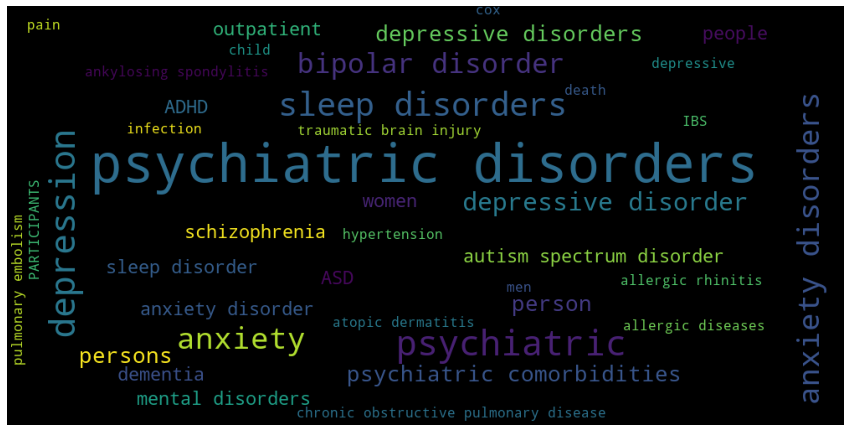 cox
pain
outpatient
depressive disorders
people
child
bipolar disorder
depressive
ankylosing spondylitis
death
ADHD
sleep disorders
IBS
infection
traumatic brain injury
psychiatric disorders
depression
anxiety disorders
women
depressive disorder
PARTICIPANTS
pulmonary embolism
schizophrenia
hypertension
autism spectrum disorder
sleep disorder
ASD
allergic rhinitis
men
anxiety disorder
person
atopic dermatitis
allergic diseases
anxiety
psychiatric
persons
dementia
psychiatric comorbidities
mental disorders
chronic obstructive pulmonary disease